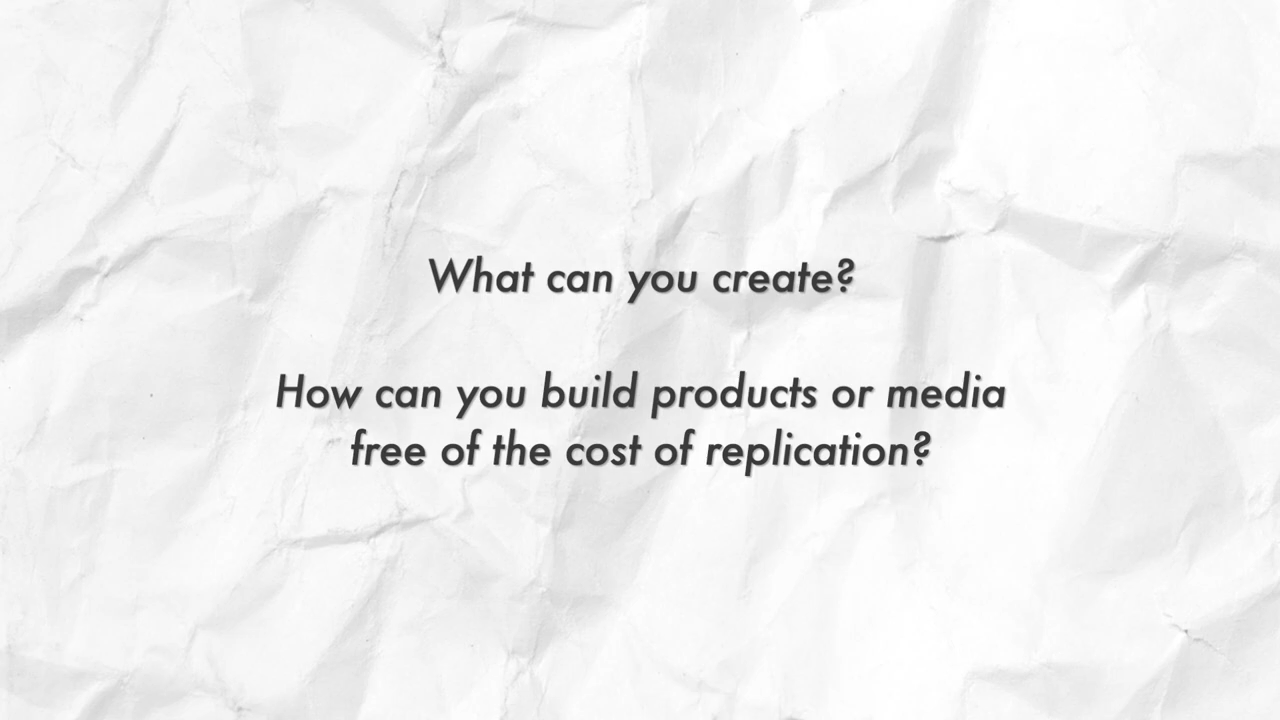 What can you create?
How can you build products or media
free of the cost of replication?